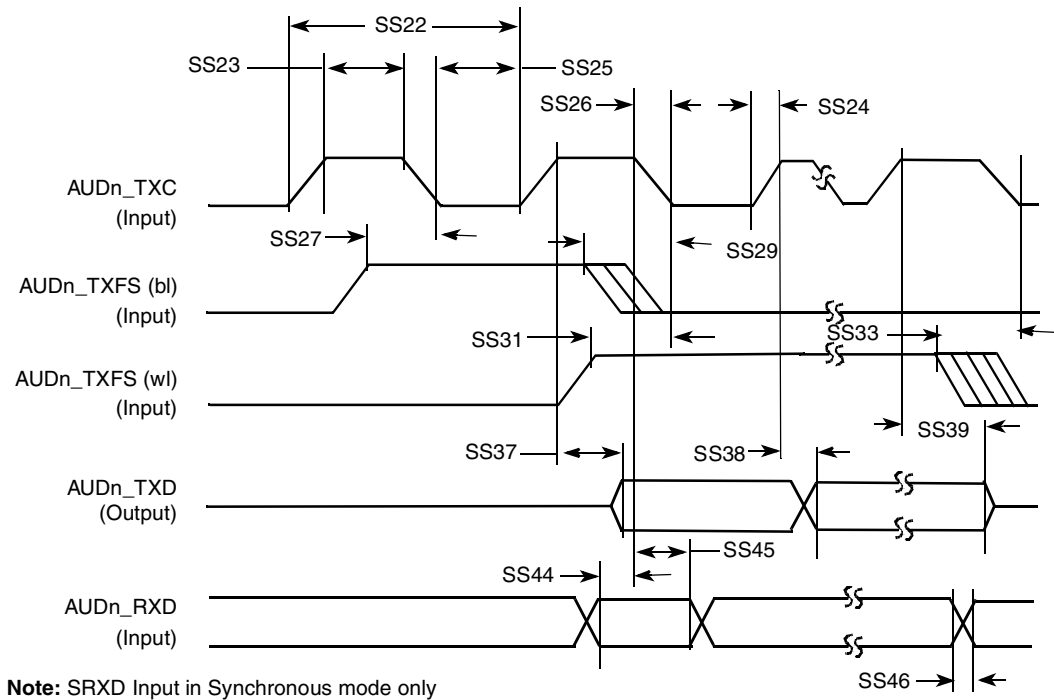 SS22
SS23
SS25
SS26
SS24
AUDn_TXC
(Input)
SS27
SS29
AUDn_TXFS (bl)
(Input)
SS31
SS33
AUDn_TXFS (wl)
(Input)
SS39
SS37
SS38
AUDn_TXD
(Output)
SS45
SS44
AUDn_RXD
(Input)
SS46
Note: SRXD Input in Synchronous mode only